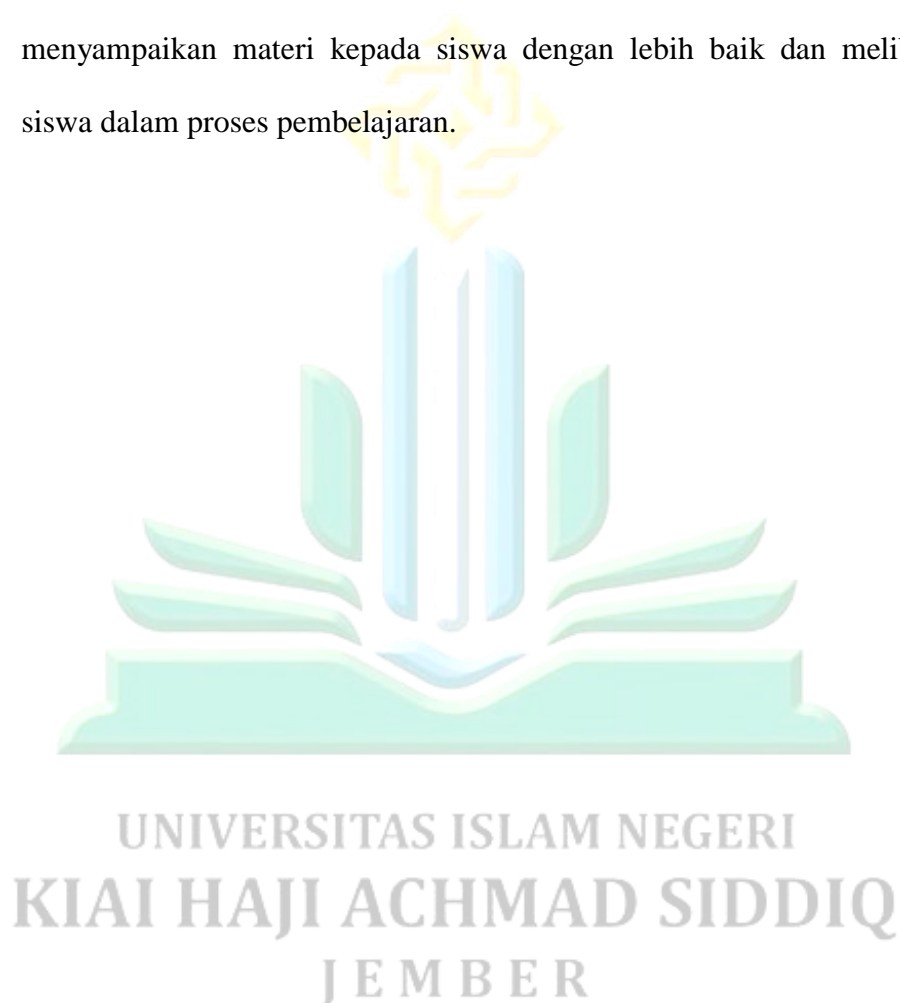 menyampaikan materi kepada siswa dengan lebih baik dan
siswa dalam proses pembelajaran.
UNIVERSITAS ISLAM NEGERI
KIAI HAJI ACHMAD SIDDIQ
JEMBER